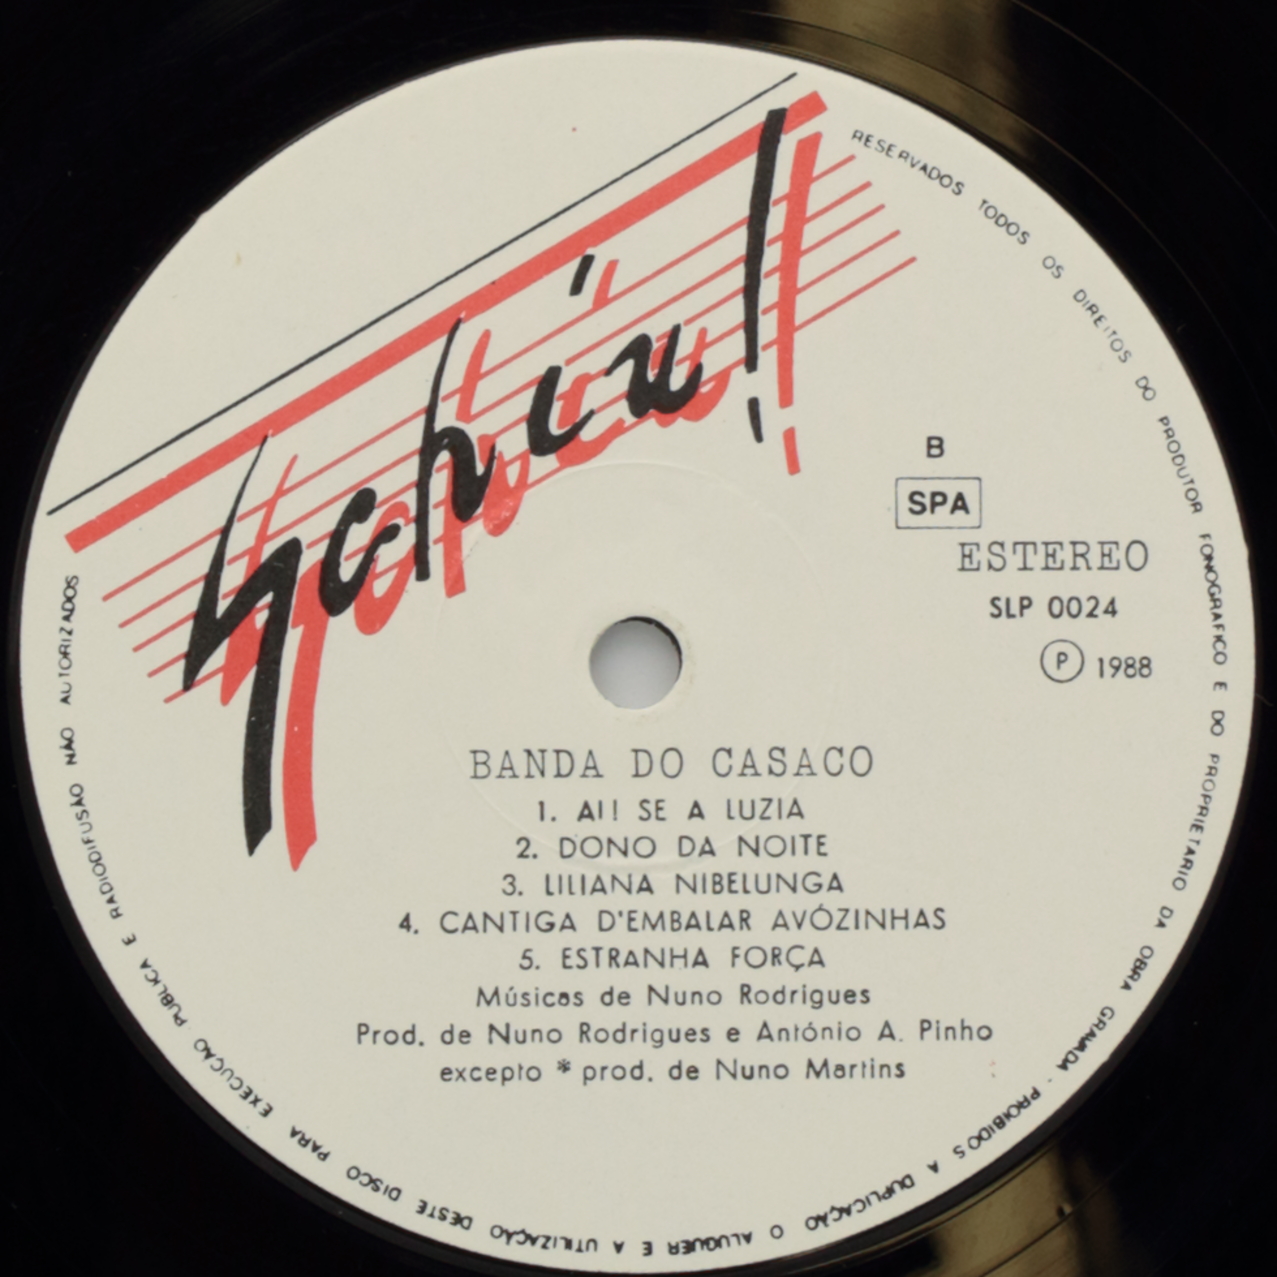 Schiu!
B
SPA
ESTEREO
SLP 0024
Ⓟ 1988
BANDA DO CASACO
1. AI! SE A LUZIA
2. DONO DA NOITE
3. LILIANA NIBELUNGA
4. CANTIGA D'EMBALAR AVÓZINHAS
5. ESTRANHA FORÇA
Músicas de Nuno Rodrigues
Prod. de Nuno Rodrigues e António A. Pinho
excepto * prod. de Nuno Martins
RESERVADOS TODOS OS DIREITOS DO PRODUTOR FONOGRAFICO E DO PROPRIETARIO DA OBRA GRAVADA · PROIBIDOS A DUPLICAÇÃO O ALUGUER E A UTILIZAÇÃO DESTE DISCO PARA EXECUÇÃO PUBLICA E RADIODIFUSÃO NÃO AUTORIZADOS